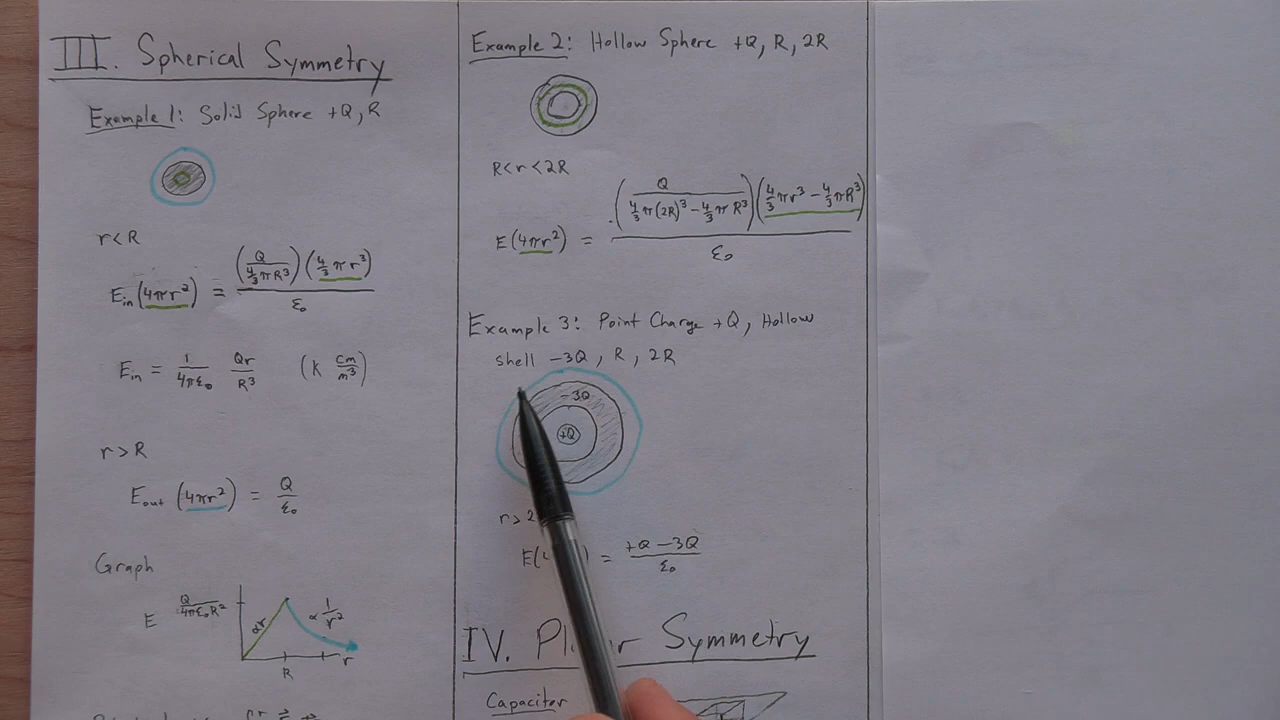 III. Spherical Symmetry
Example 1: Solid Sphere +Q, R
r<R
E_in (4πr²) = (Q / (4/3 πR³)) (4/3 πr³) / ε₀
E_in = 1/(4πε₀) Qr/R³ (k cm/m³)
r>R
E_out (4πr²) = Q/ε₀
Graph
E Q/(4πε₀R²) αr α 1/r²
R r
Example 2: Hollow Sphere +Q, R, 2R
R<r<2R
E(4πr²) = (Q / (4/3 π(2R)³ − 4/3 πR³)) (4/3 πr³ − 4/3 πR³) / ε₀
Example 3: Point Charge +Q, Hollow
shell −3Q, R, 2R
−3Q
+Q
r>2
E( = +Q −3Q / ε₀
IV. Symmetry
Capacitor